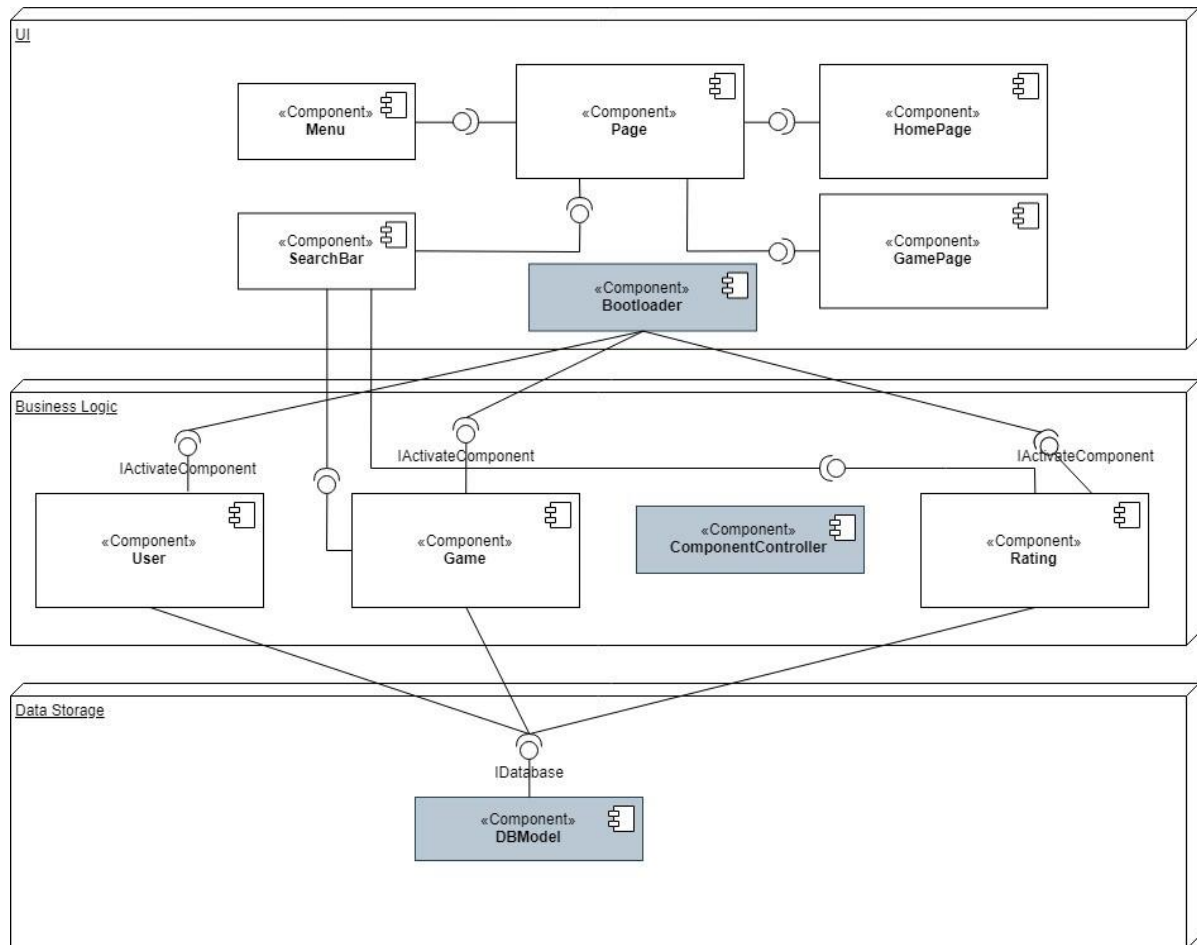 UI
«Component»
Menu
«Component»
Page
«Component»
HomePage
«Component»
SearchBar
«Component»
GamePage
«Component»
Bootloader
Business Logic
IActivateComponent
IActivateComponent
IActivateComponent
«Component»
User
«Component»
Game
«Component»
ComponentController
«Component»
Rating
Data Storage
IDatabase
«Component»
DBModel